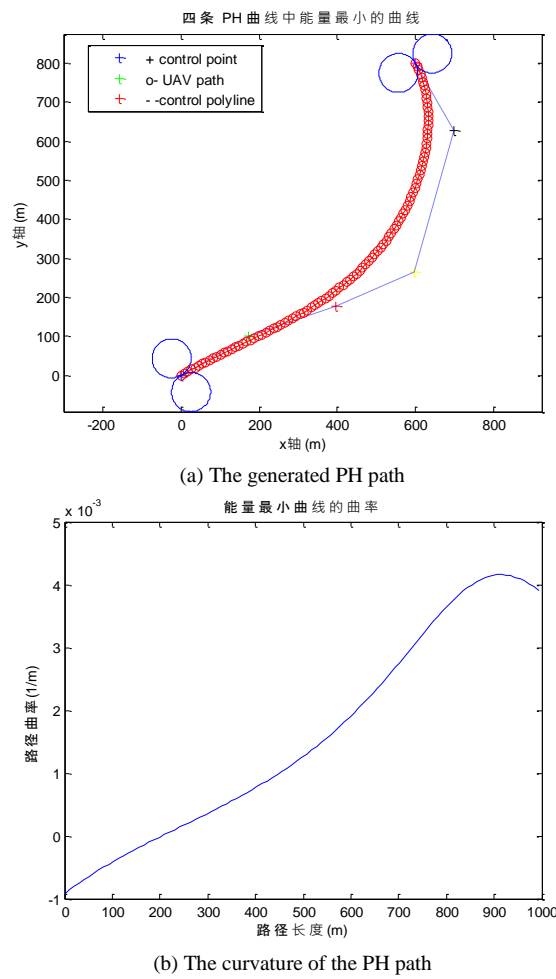 四条 PH 曲线中能量最小的曲线
+ control point
o- UAV path
- -control polyline
800
700
600
500
400
300
200
100
0
y轴 (m)
-200 0 200 400 600 800
x轴 (m)
(a) The generated PH path
能量最小曲线的曲率
x 10^-3
5
4
3
2
1
0
-1
路径曲率(1/m)
0 100 200 300 400 500 600 700 800 900 1000
路径长度(m)
(b) The curvature of the PH path